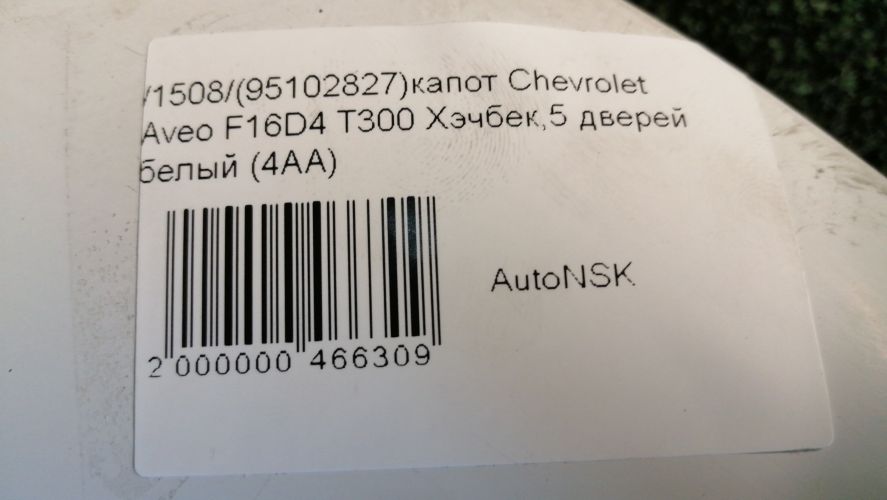 /1508/(95102827)капот Chevrolet
Aveo F16D4 T300 Хэчбек,5 дверей
белый (4AA)
AutoNSK
2 000000 466309